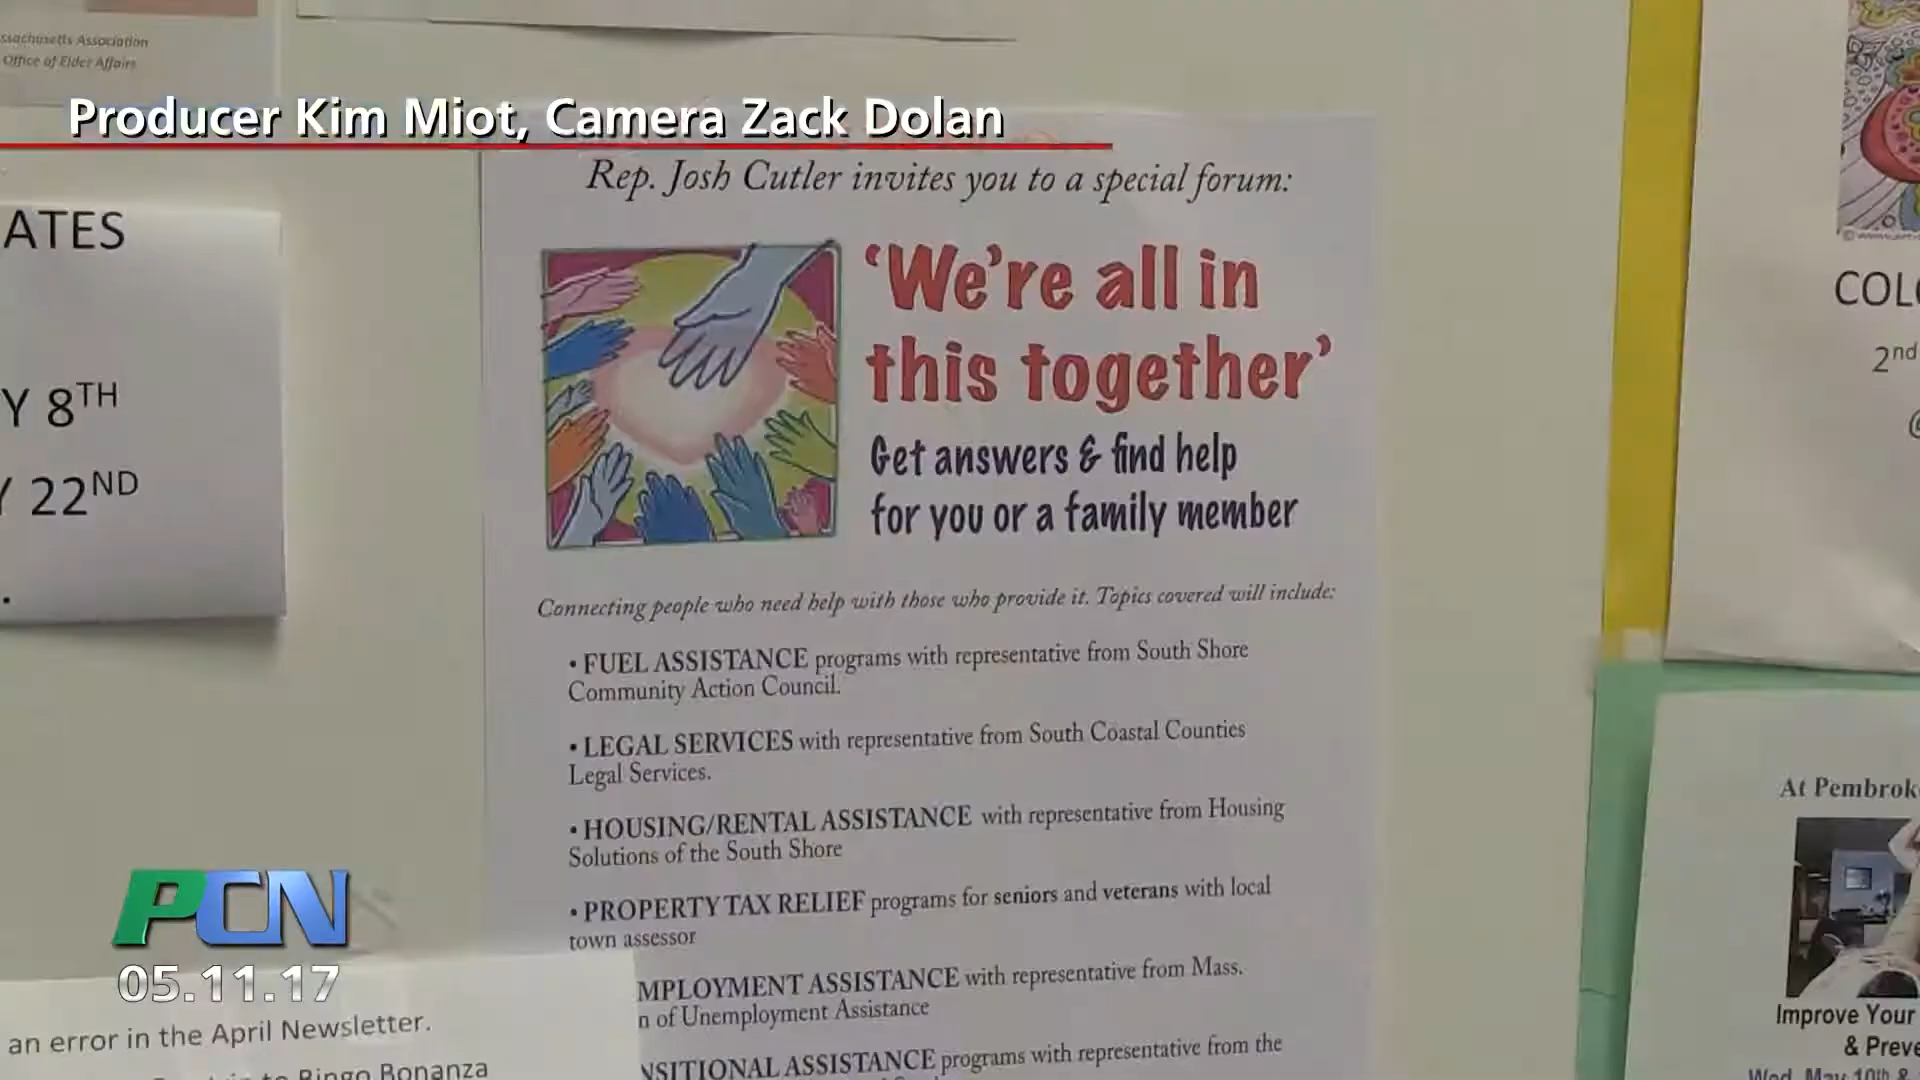 ssachusetts Association
Office of Elder Affairs
Producer Kim Miot, Camera Zack Dolan
ATES
Y 8TH
Y 22ND
Rep. Josh Cutler invites you to a special forum:
‘We’re all in
this together’
Get answers & find help
for you or a family member
Connecting people who need help with those who provide it. Topics covered will include:
• FUEL ASSISTANCE programs with representative from South Shore
Community Action Council.
• LEGAL SERVICES with representative from South Coastal Counties
Legal Services.
• HOUSING/RENTAL ASSISTANCE with representative from Housing
Solutions of the South Shore
• PROPERTY TAX RELIEF programs for seniors and veterans with local
town assessor
MPLOYMENT ASSISTANCE with representative from Mass.
n of Unemployment Assistance
NSITIONAL ASSISTANCE programs with representative from the
COL
2nd
@
At Pembrok
Improve Your
& Preve
Wed. May 10th &
PCN
05.11.17
an error in the April Newsletter.
to Bingo Bonanza